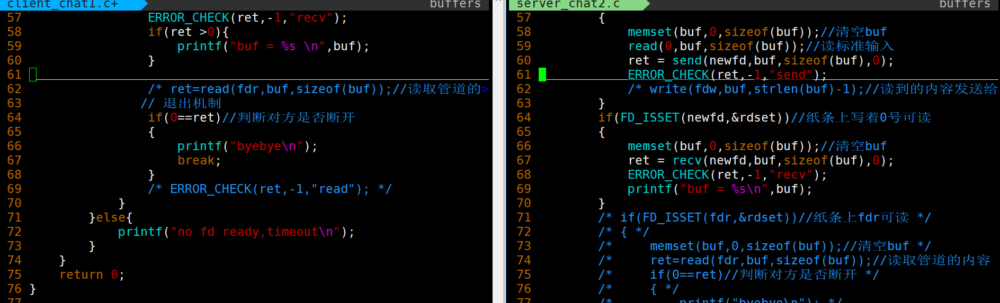 client_chat1.c+ buffers
57 ERROR_CHECK(ret,-1,"recv");
58 if(ret >0){
59 printf("buf = %s \n",buf);
60 }
61
62 /* ret=read(fdr,buf,sizeof(buf));//读取管道的>
63 // 退出机制
64 if(0==ret)//判断对方是否断开
65 {
66 printf("byebye\n");
67 break;
68 }
69 /* ERROR_CHECK(ret,-1,"read"); */
70 }
71 }else{
72 printf("no fd ready,timeout\n");
73 }
74 }
75 return 0;
76 }
77
server_chat2.c buffers
57 {
58 memset(buf,0,sizeof(buf));//清空buf
59 read(0,buf,sizeof(buf));//读标准输入
60 ret = send(newfd,buf,sizeof(buf),0);
61 ERROR_CHECK(ret,-1,"send");
62 /* write(fdw,buf,strlen(buf)-1);//读到的内容发送给
63 }
64 if(FD_ISSET(newfd,&rdset))//纸条上写着0号可读
65 {
66 memset(buf,0,sizeof(buf));//清空buf
67 ret = recv(newfd,buf,sizeof(buf),0);
68 ERROR_CHECK(ret,-1,"recv");
69 printf("buf = %s\n",buf);
70 }
71 /* if(FD_ISSET(fdr,&rdset))//纸条上fdr可读 */
72 /* { */
73 /* memset(buf,0,sizeof(buf));//清空buf */
74 /* ret=read(fdr,buf,sizeof(buf));//读取管道的内容
75 /* if(0==ret)//判断对方是否断开 */
76 /* { */
77 /* printf("byebye\n"); */